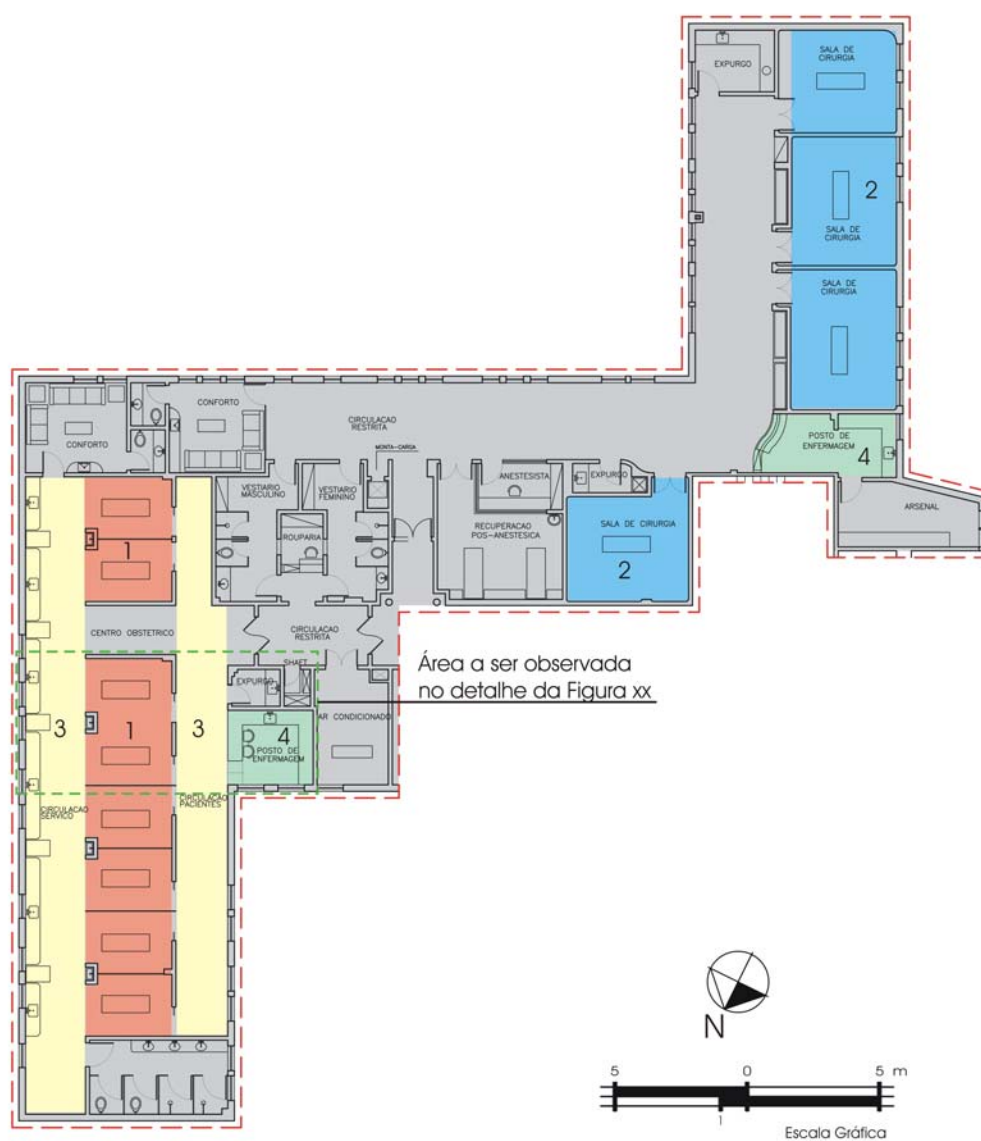 EXPURGO
SALA DE
CIRURGIA
2
SALA DE
CIRURGIA
SALA DE
CIRURGIA
POSTO DE
ENFERMAGEM
4
ARSENAL
CONFORTO
CONFORTO
CIRCULACAO
RESTRITA
MONTA-CARGA
VESTIARIO
MASCULINO
VESTIARIO
FEMININO
ROUPARIA
ANESTESISTA
EXPURGO
RECUPERACAO
POS-ANESTESICA
SALA DE CIRURGIA
2
1
CENTRO OBSTETRICO
CIRCULACAO
RESTRITA
SHAFT
EXPURGO
AR CONDICIONADO
Área a ser observada
no detalhe da Figura xx
3
1
3
4
POSTO DE
ENFERMAGEM
CIRCULACAO
SERVICO
CIRCULACAO
PACIENTES
N
5 0 5 m
1
Escala Gráfica